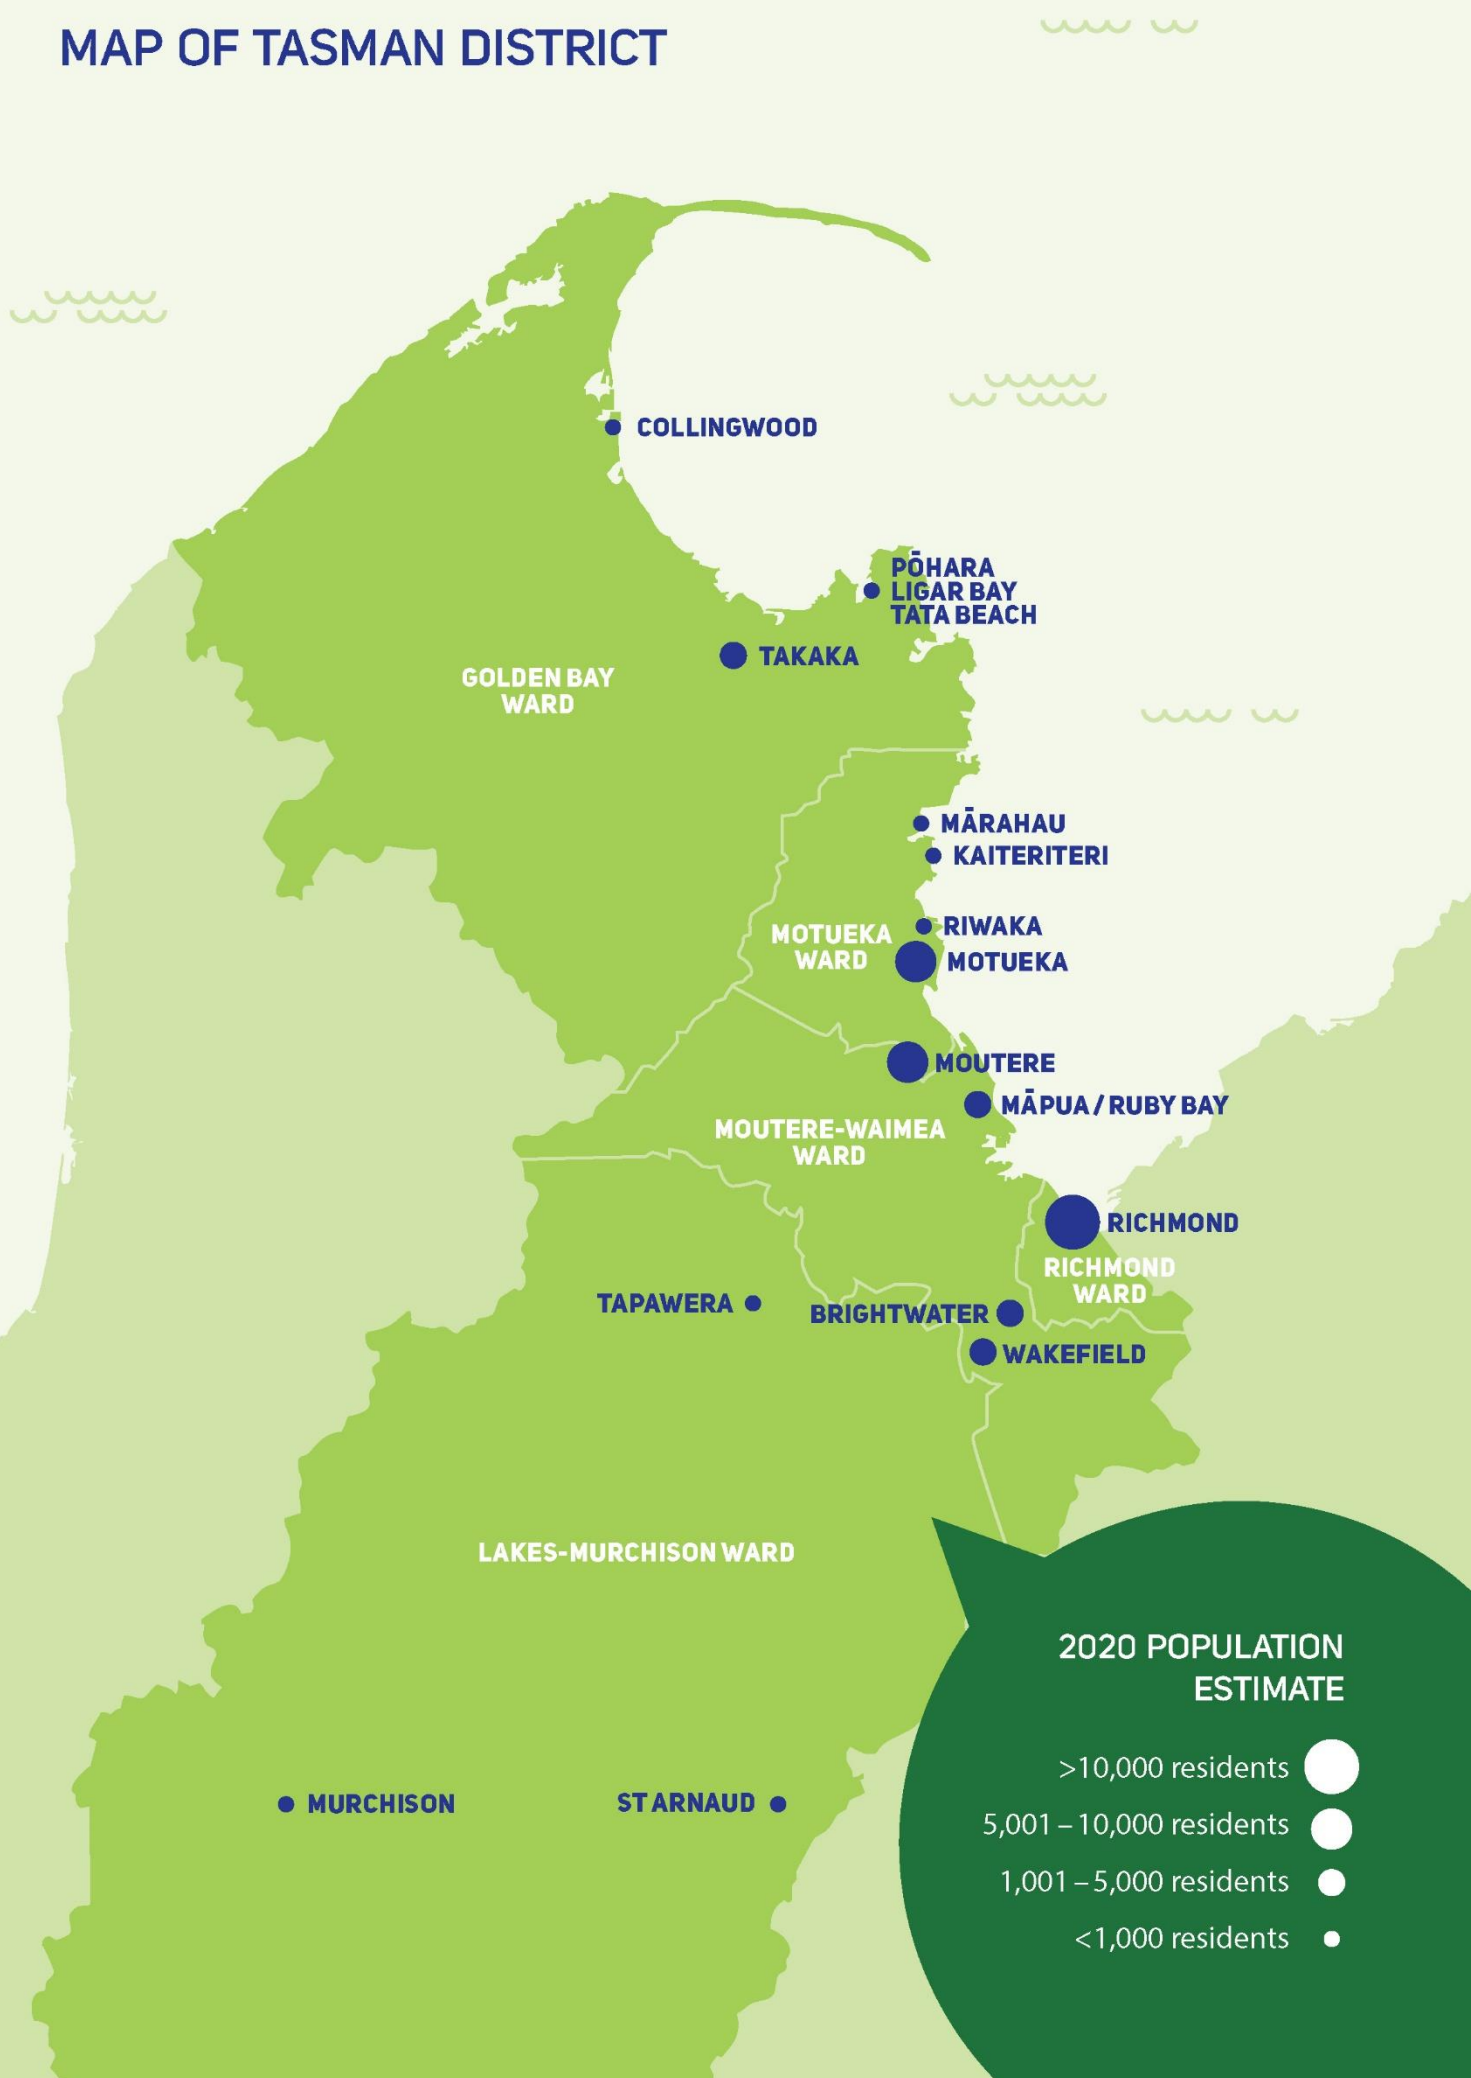 MAP OF TASMAN DISTRICT
COLLINGWOOD
PŌHARA
LIGAR BAY
TATA BEACH
TAKAKA
GOLDEN BAY
WARD
MĀRAHAU
KAITERITERI
RIWAKA
MOTUEKA
WARD
MOTUEKA
MOUTERE
MĀPUA / RUBY BAY
MOUTERE-WAIMEA
WARD
RICHMOND
RICHMOND
WARD
TAPAWERA
BRIGHTWATER
WAKEFIELD
LAKES-MURCHISON WARD
MURCHISON
ST ARNAUD
2020 POPULATION
ESTIMATE
>10,000 residents
5,001 – 10,000 residents
1,001 – 5,000 residents
<1,000 residents